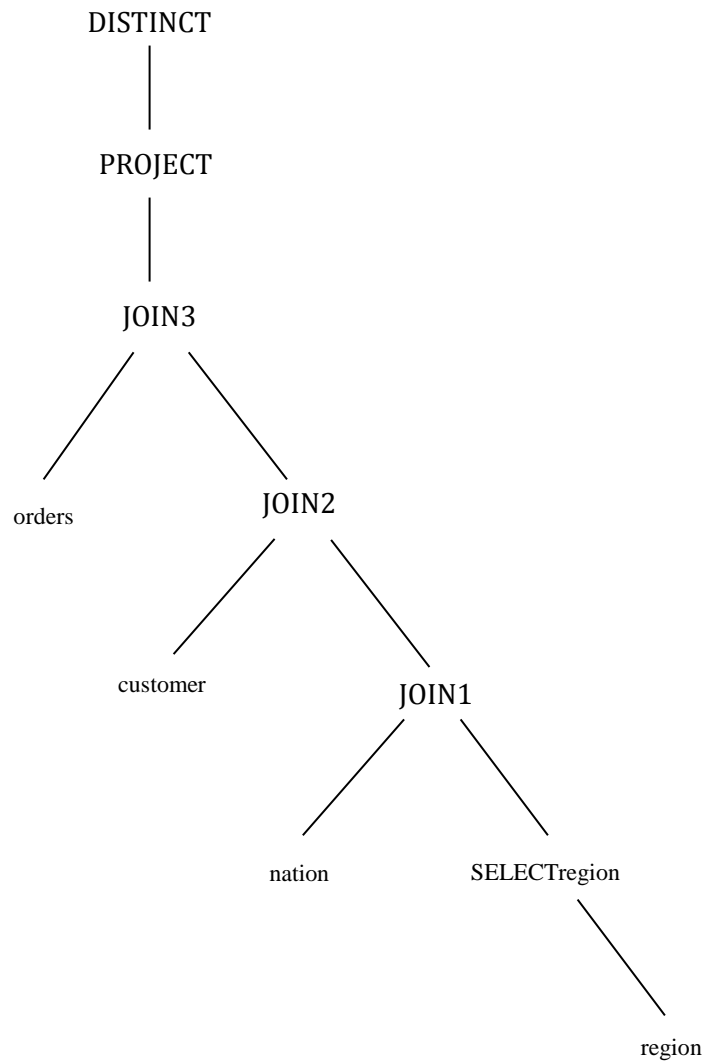 DISTINCT
PROJECT
JOIN3
orders
JOIN2
customer
JOIN1
nation
SELECTregion
region